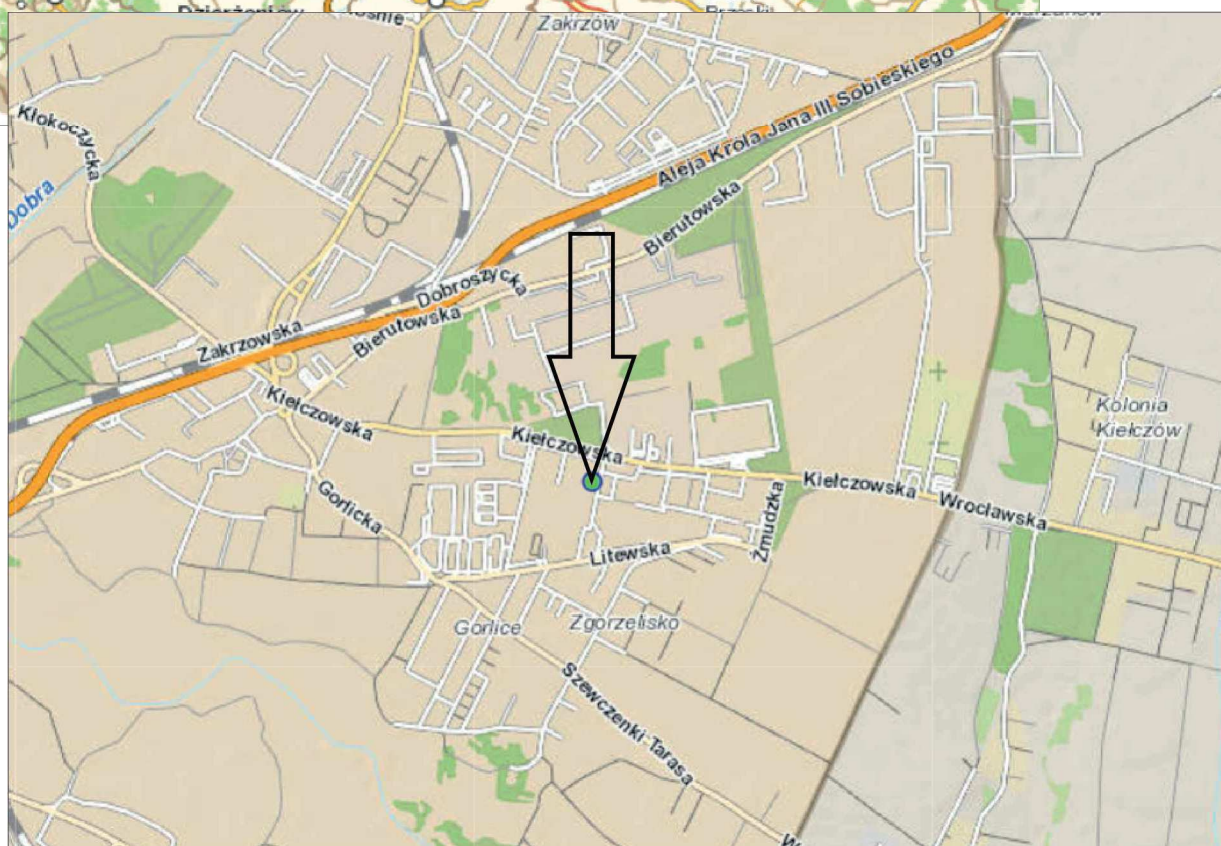 Zakrzów
Aleja Króla Jana III Sobieskiego
Kłokoczycka
Dobra
Bierutowska
Dobroszycka
Bierutowska
Zakrzowska
Kiełczowska
Kiełczowska
Kiełczowska
Wrocławska
Kolonia
Kiełczów
Gorlicka
Litewska
Żmudzka
Gorlice
Zgorzelisko
Szewczenki Tarasa